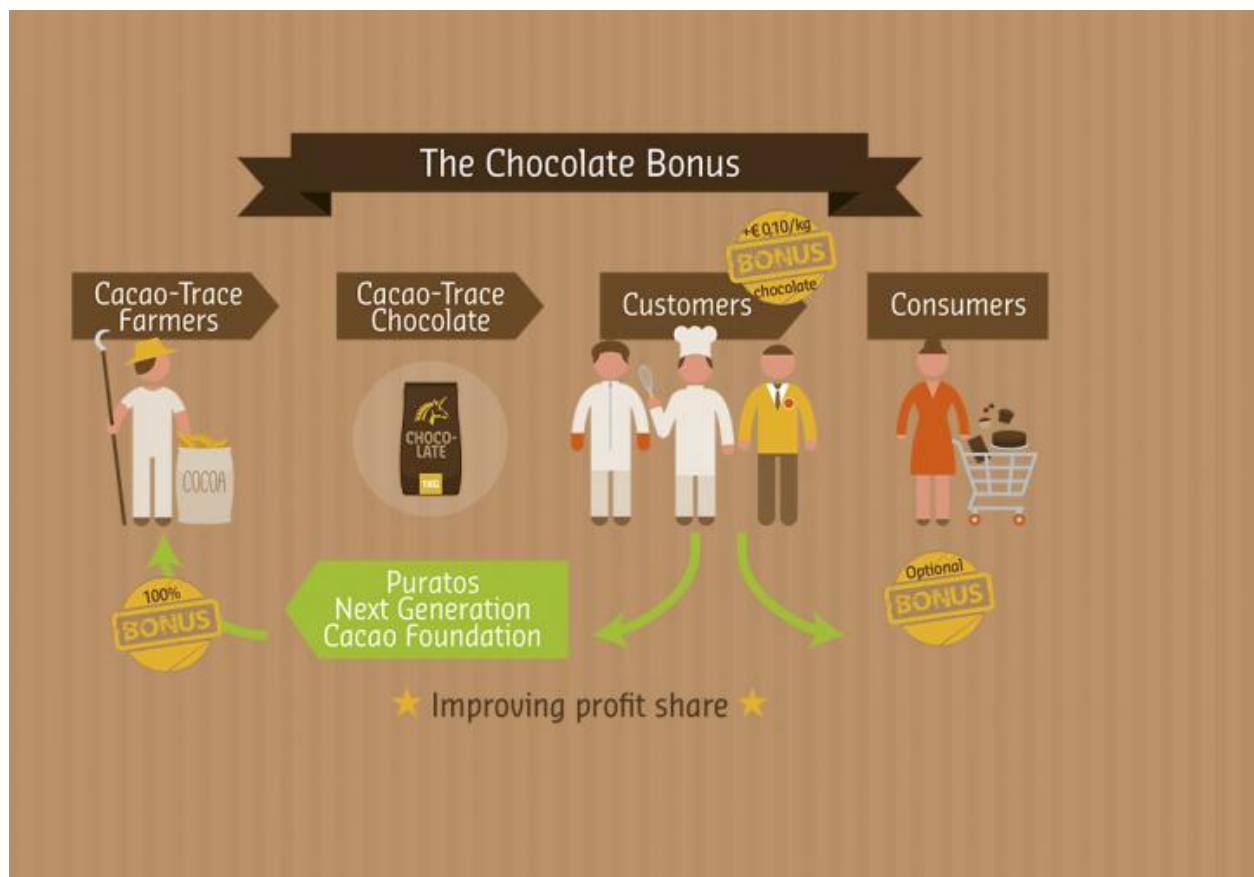 The Chocolate Bonus
+€ 0,10/kg
BONUS
chocolate
Cacao-Trace
Farmers
Cacao-Trace
Chocolate
Customers
Consumers
CHOCO-
LATE
1KG
COCOA
Puratos
Next Generation
Cacao Foundation
100%
BONUS
Optional
BONUS
Improving profit share